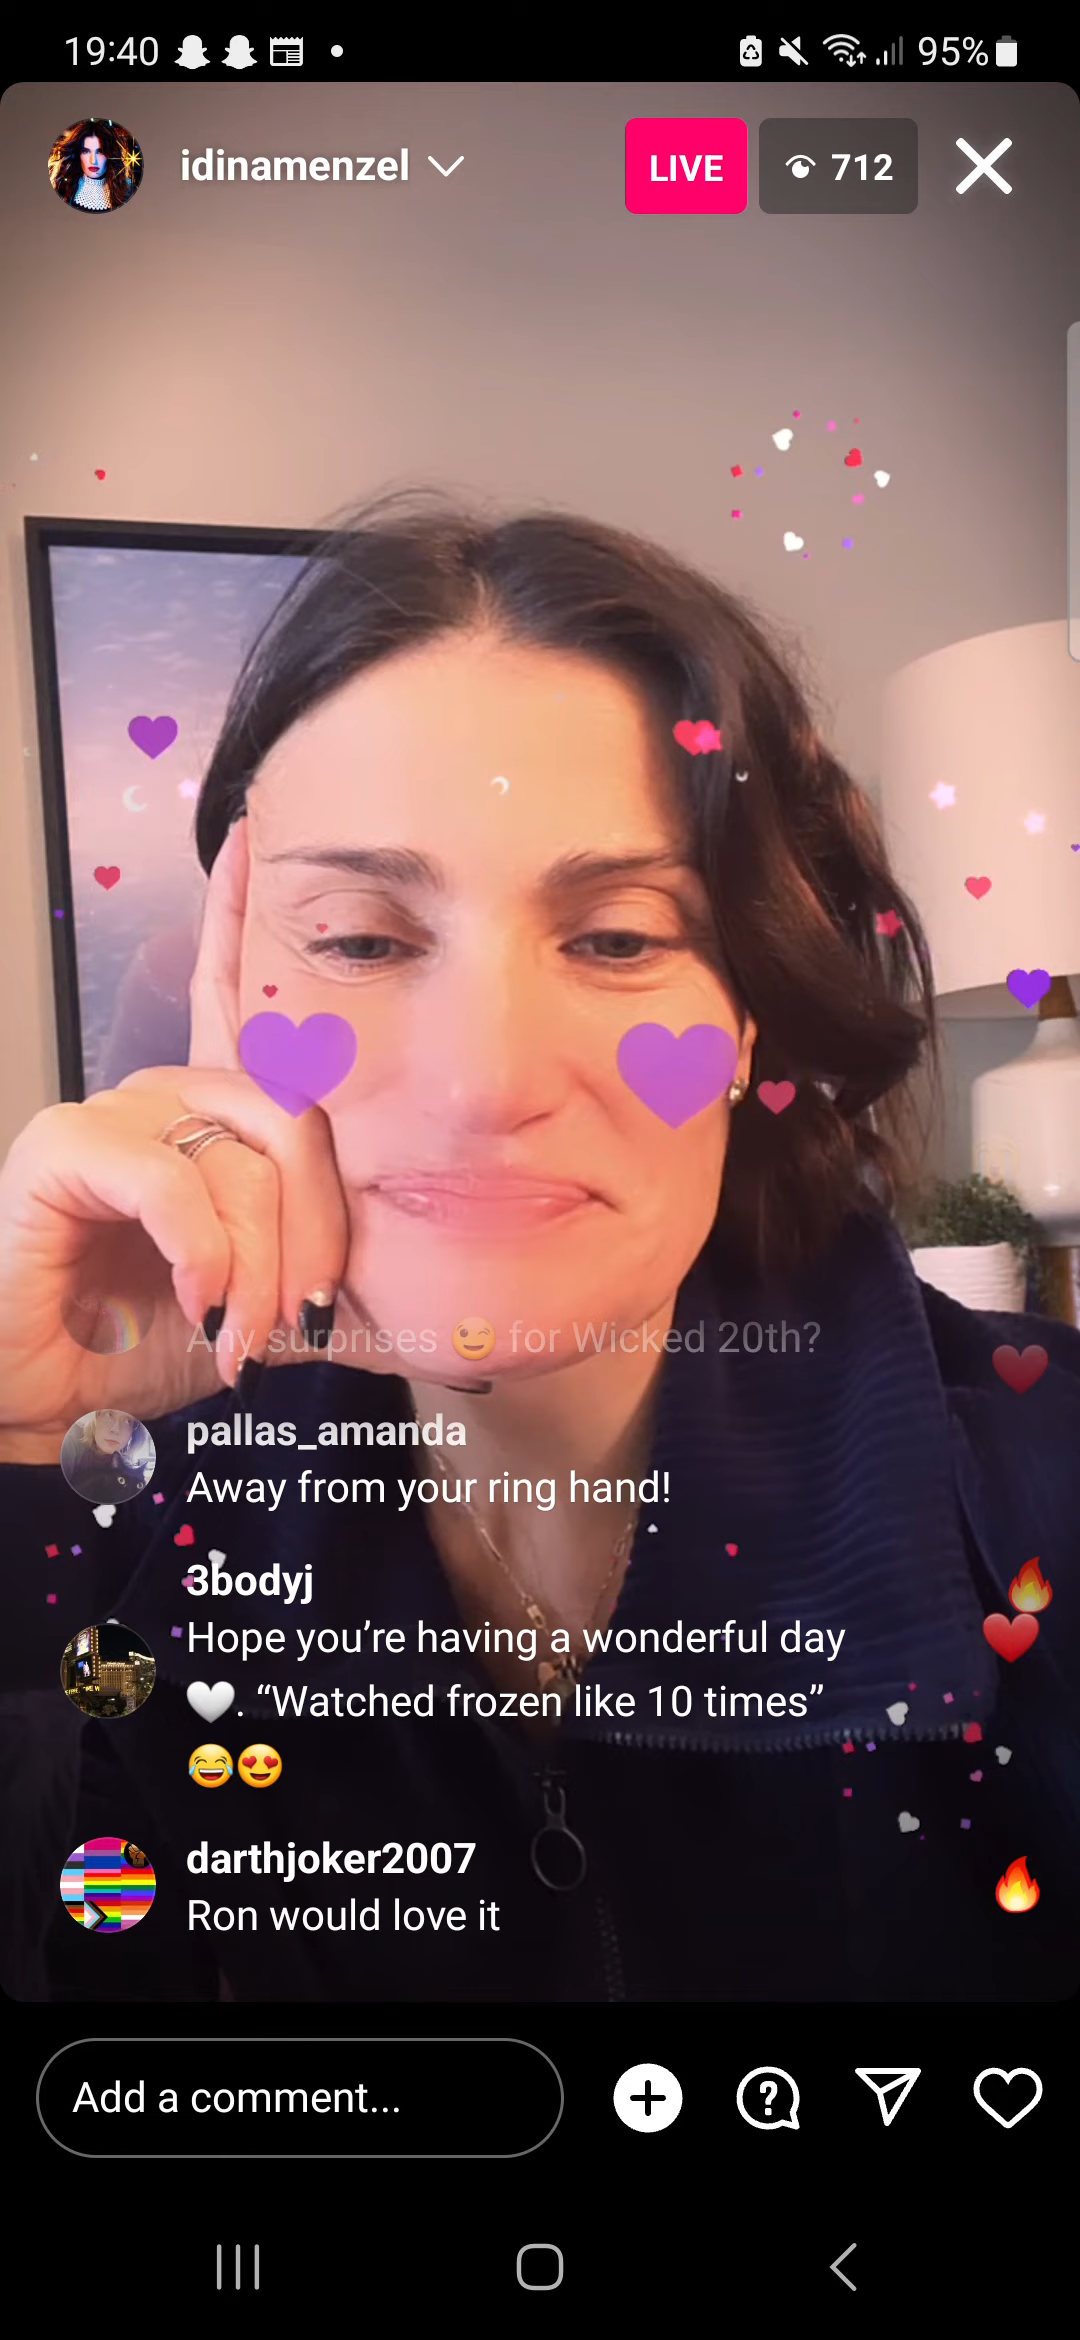 19:40
95%
idinamenzel
LIVE
712
Any surprises 😉 for Wicked 20th?
pallas_amanda
Away from your ring hand!
3bodyj
Hope you’re having a wonderful day
🤍. “Watched frozen like 10 times”
😂😍
darthjoker2007
Ron would love it
Add a comment...